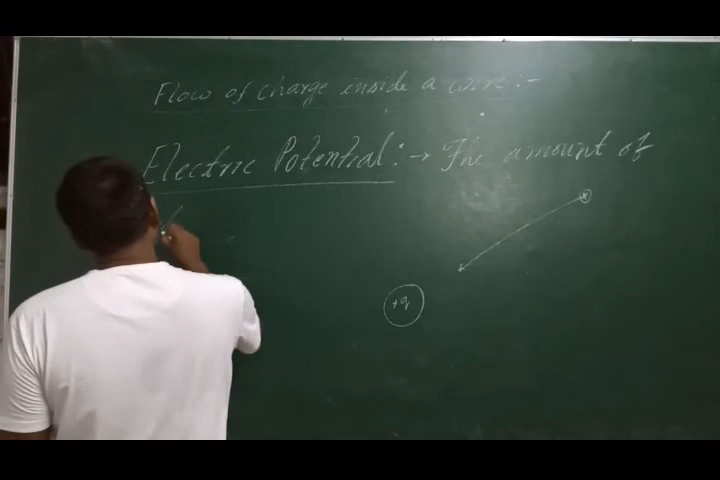 Flow of charge inside a wire:-
Electric Potential:→ The amount of
+q